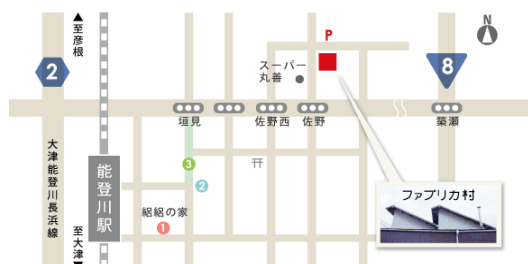 ▲至彦根
N
P
2
8
スーパー
丸善
垣見
佐野西
佐野
簗瀬
大津能登川長浜線
能登川駅
3
2
ファブリカ村
絽絽の家
1
至大津▼